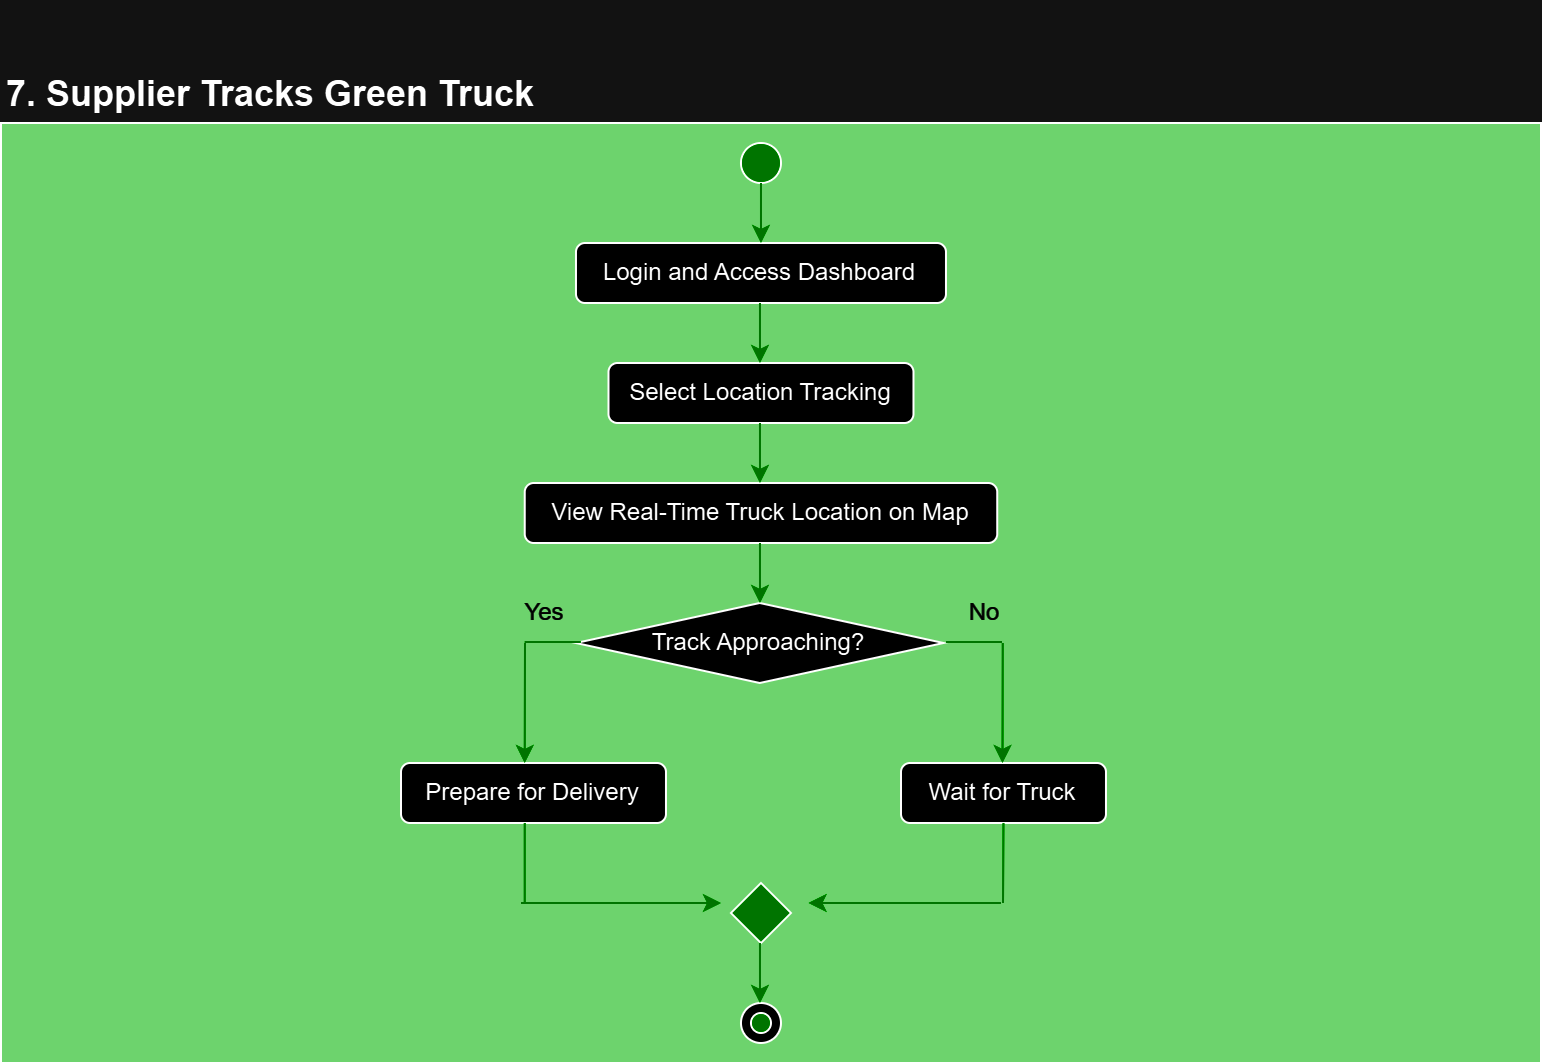 7. Supplier Tracks Green Truck
Login and Access Dashboard
Select Location Tracking
View Real-Time Truck Location on Map
Yes
No
Track Approaching?
Prepare for Delivery
Wait for Truck